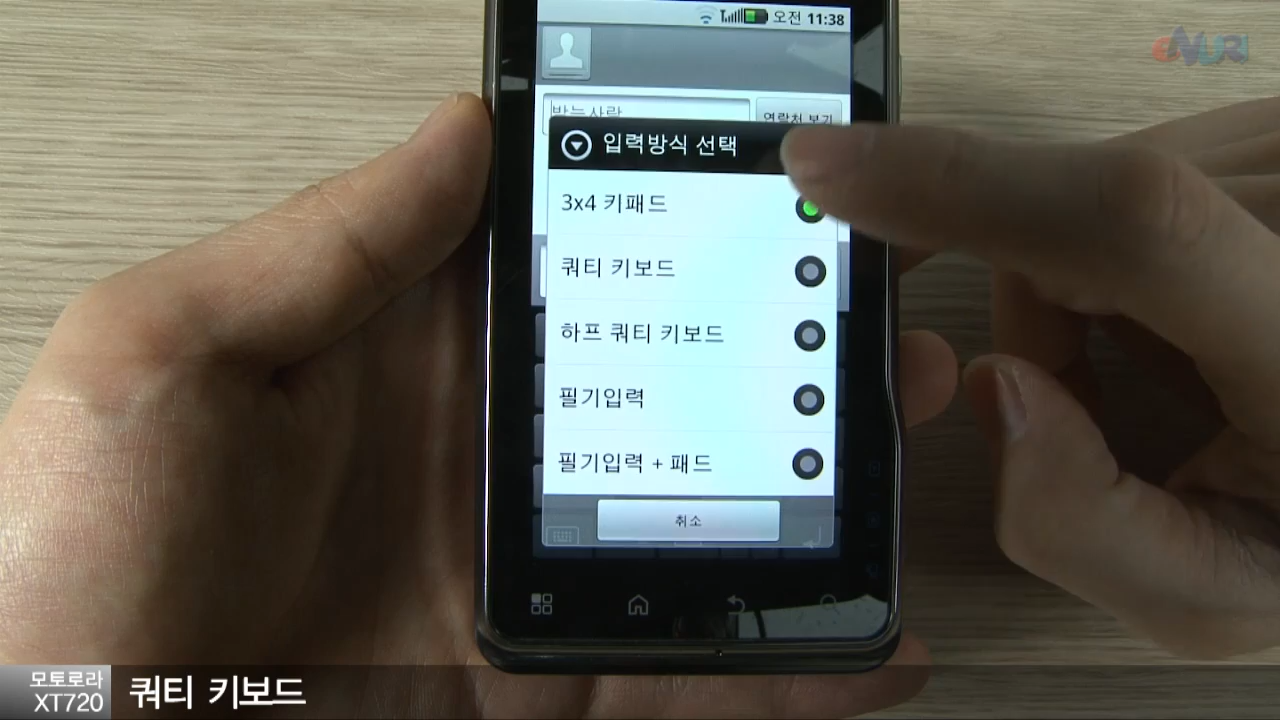 오전 11:38
eNURI
받는사람
연락처 보기
입력방식 선택
3x4 키패드
쿼티 키보드
하프 쿼티 키보드
필기입력
필기입력 + 패드
취소
모토로라
XT720
쿼티 키보드